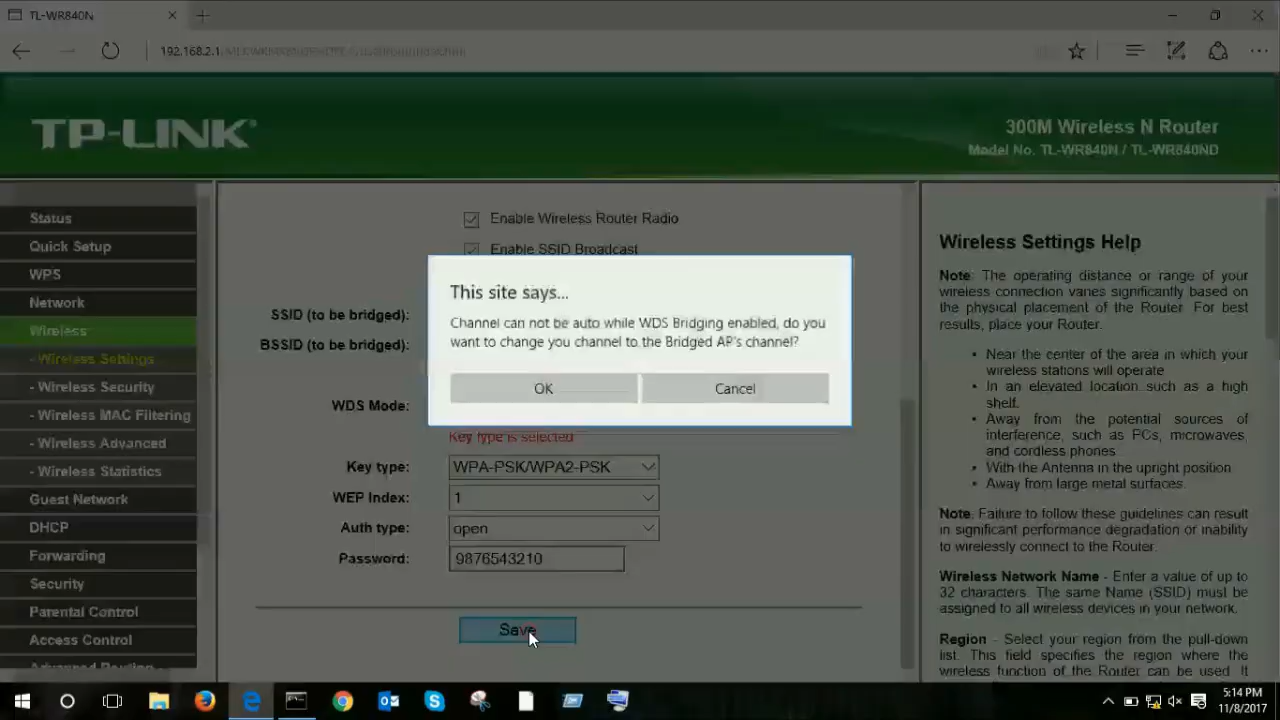 TL-WR840N
192.168.2.1
TP-LINK®
300M Wireless N Router
Model No. TL-WR840N / TL-WR840ND
Status
Quick Setup
WPS
Network
Wireless
- Wireless Settings
- Wireless Security
- Wireless MAC Filtering
- Wireless Advanced
- Wireless Statistics
Guest Network
DHCP
Forwarding
Security
Parental Control
Access Control
Advanced Routing
Enable Wireless Router Radio
Enable SSID Broadcast
SSID (to be bridged):
BSSID (to be bridged):
WDS Mode:
Key type is selected
Key type: WPA-PSK/WPA2-PSK
WEP Index: 1
Auth type: open
Password: 9876543210
Save
This site says...
Channel can not be auto while WDS Bridging enabled, do you
want to change you channel to the Bridged AP's channel?
OK Cancel
Wireless Settings Help
Note: The operating distance or range of your
wireless connection varies significantly based on
the physical placement of the Router. For best
results, place your Router.
• Near the center of the area in which your
wireless stations will operate
• In an elevated location such as a high
shelf.
• Away from the potential sources of
interference, such as PCs, microwaves,
and cordless phones
• With the Antenna in the upright position
• Away from large metal surfaces.
Note: Failure to follow these guidelines can result
in significant performance degradation or inability
to wirelessly connect to the Router.
Wireless Network Name - Enter a value of up to
32 characters. The same Name (SSID) must be
assigned to all wireless devices in your network.
Region - Select your region from the pull-down
list. This field specifies the region where the
wireless function of the Router can be used. It
5:14 PM
11/8/2017